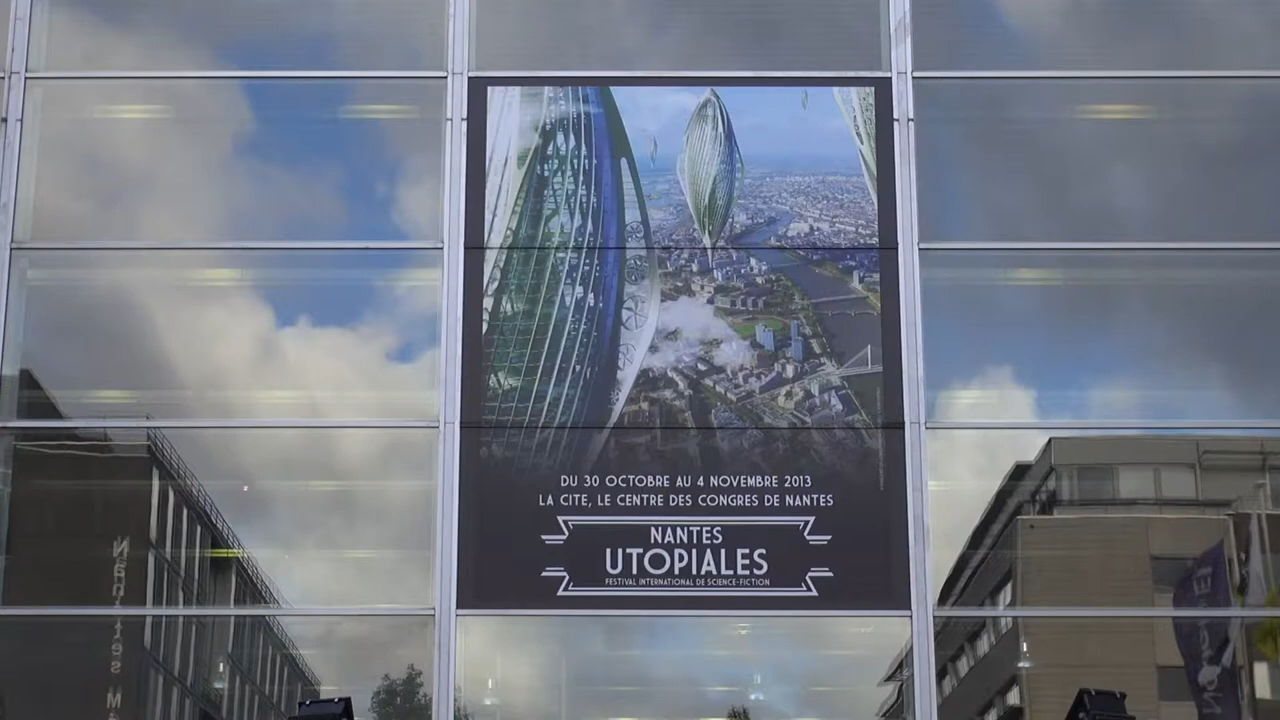 DU 30 OCTOBRE AU 4 NOVEMBRE 2013
LA CITE, LE CENTRE DES CONGRES DE NANTES
NANTES
UTOPIALES
FESTIVAL INTERNATIONAL DE SCIENCE-FICTION
Nantes